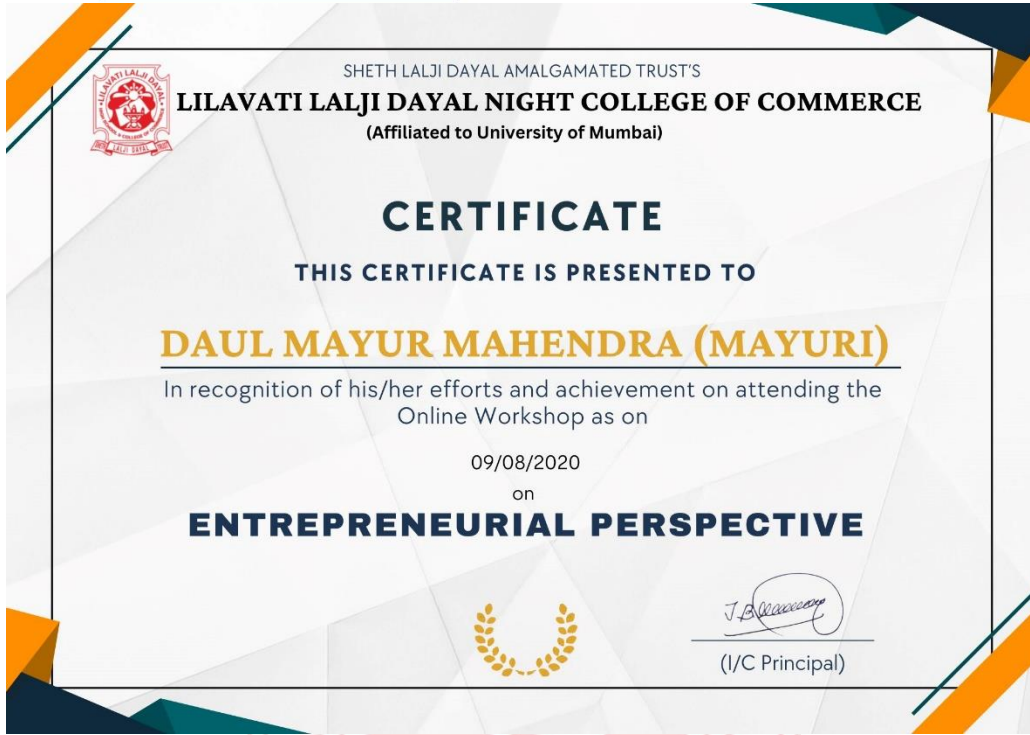 SHETH LALJI DAYAL AMALGAMATED TRUST'S
LILAVATI LALJI DAYAL NIGHT COLLEGE OF COMMERCE
(Affiliated to University of Mumbai)
CERTIFICATE
THIS CERTIFICATE IS PRESENTED TO
DAUL MAYUR MAHENDRA (MAYURI)
In recognition of his/her efforts and achievement on attending the
Online Workshop as on
09/08/2020
on
ENTREPRENEURIAL PERSPECTIVE
(I/C Principal)